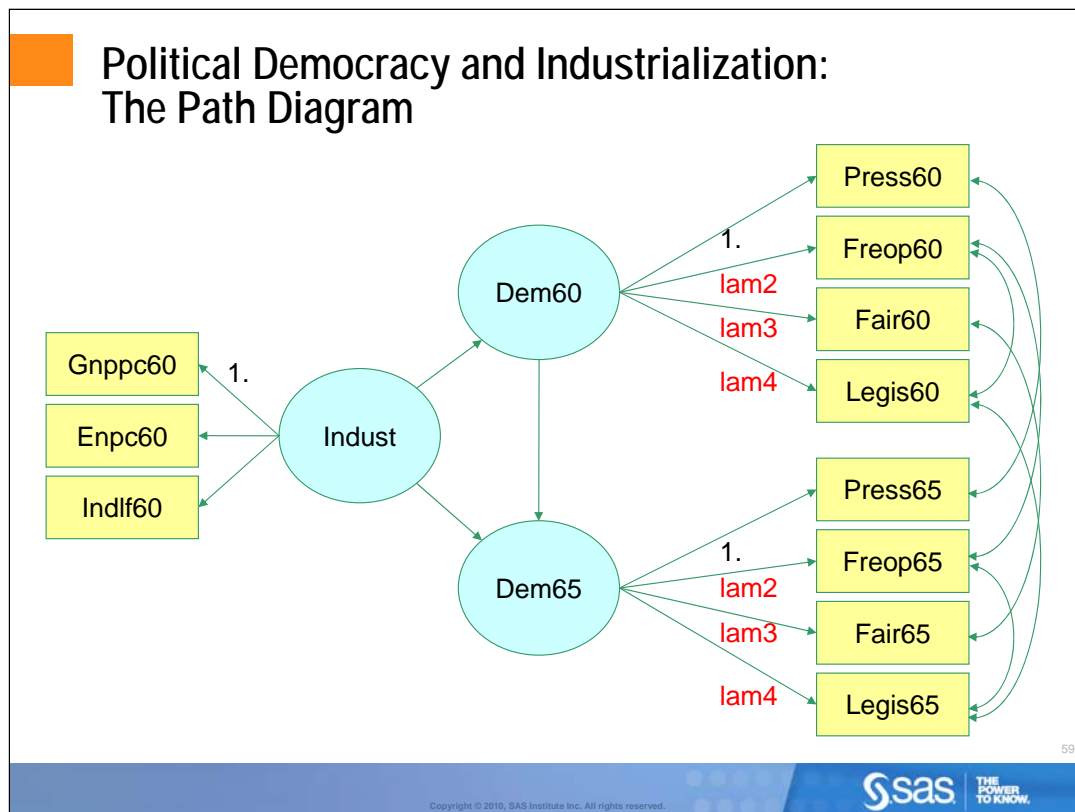 Political Democracy and Industrialization:
The Path Diagram
Press60
1.
Freop60
Dem60
lam2
Fair60
lam3
Gnppc60
1.
lam4
Legis60
Enpc60
Indust
Indlf60
Press65
1.
Freop65
Dem65
lam2
Fair65
lam3
lam4
Legis65
59
Copyright © 2010, SAS Institute Inc. All rights reserved.
sas
THE
POWER
TO KNOW.